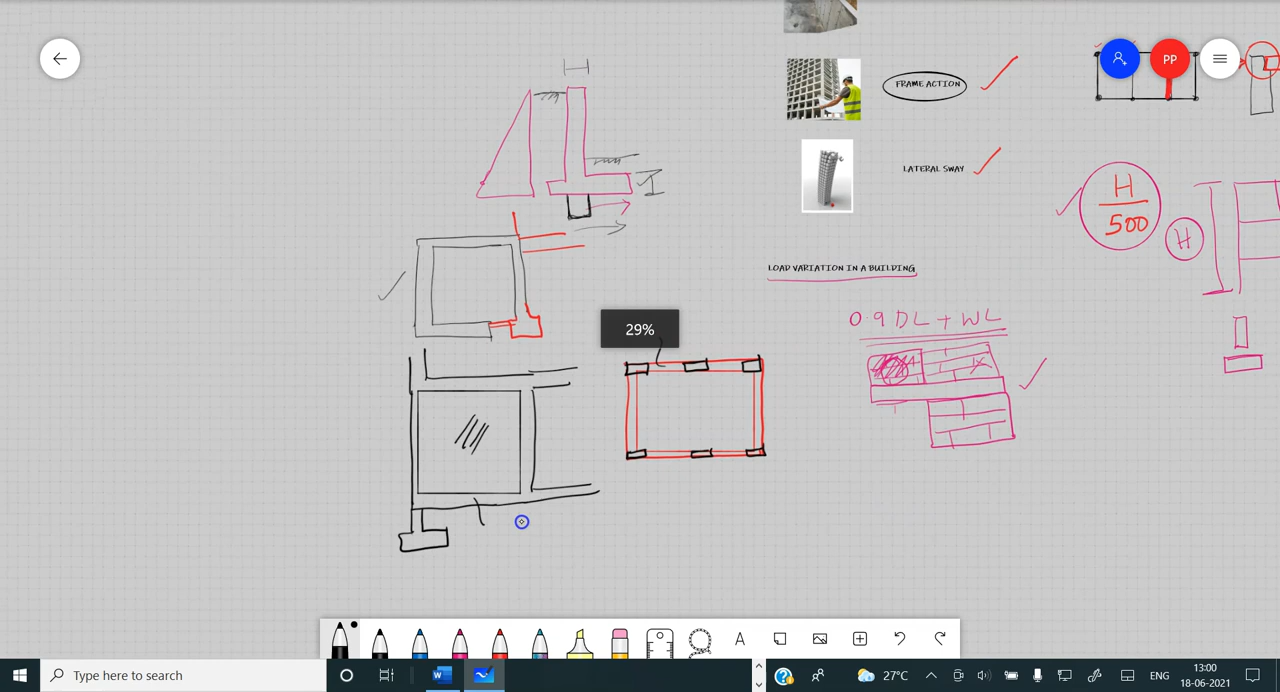 PP
FRAME ACTION
LATERAL SWAY
H
500
H
LOAD VARIATION IN A BUILDING
0.9 DL + WL
29%
A
Type here to search
27°C
ENG
13:00
18-06-2021